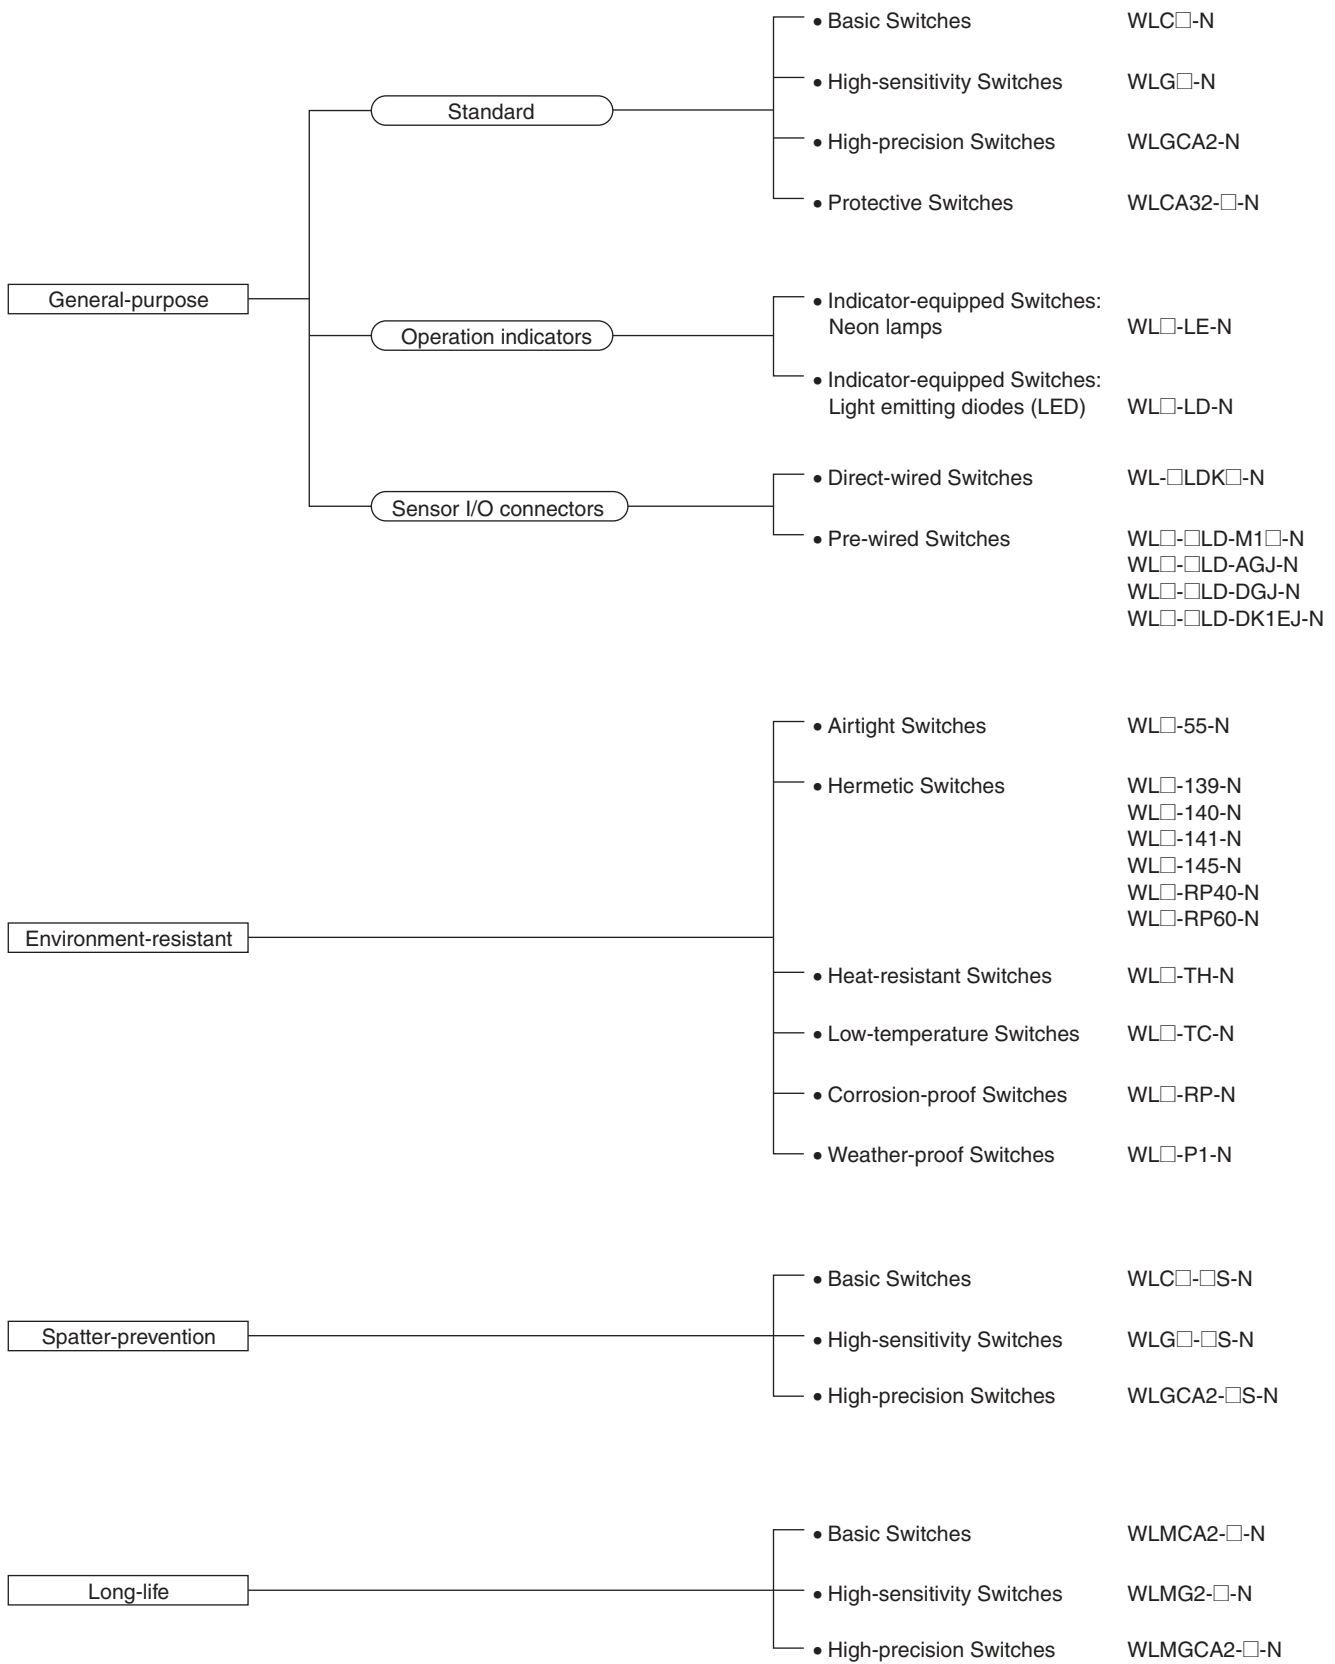 • Basic Switches WLC□-N
• High-sensitivity Switches WLG□-N
Standard
• High-precision Switches WLGCA2-N
• Protective Switches WLCA32-□-N
General-purpose
• Indicator-equipped Switches:
Neon lamps WL□-LE-N
Operation indicators
• Indicator-equipped Switches:
Light emitting diodes (LED) WL□-LD-N
• Direct-wired Switches WL-□LDK□-N
Sensor I/O connectors
• Pre-wired Switches WL□-□LD-M1□-N
WL□-□LD-AGJ-N
WL□-□LD-DGJ-N
WL□-□LD-DK1EJ-N
• Airtight Switches WL□-55-N
• Hermetic Switches WL□-139-N
WL□-140-N
WL□-141-N
WL□-145-N
WL□-RP40-N
WL□-RP60-N
Environment-resistant
• Heat-resistant Switches WL□-TH-N
• Low-temperature Switches WL□-TC-N
• Corrosion-proof Switches WL□-RP-N
• Weather-proof Switches WL□-P1-N
• Basic Switches WLC□-□S-N
Spatter-prevention
• High-sensitivity Switches WLG□-□S-N
• High-precision Switches WLGCA2-□S-N
• Basic Switches WLMCA2-□-N
Long-life
• High-sensitivity Switches WLMG2-□-N
• High-precision Switches WLMGCA2-□-N